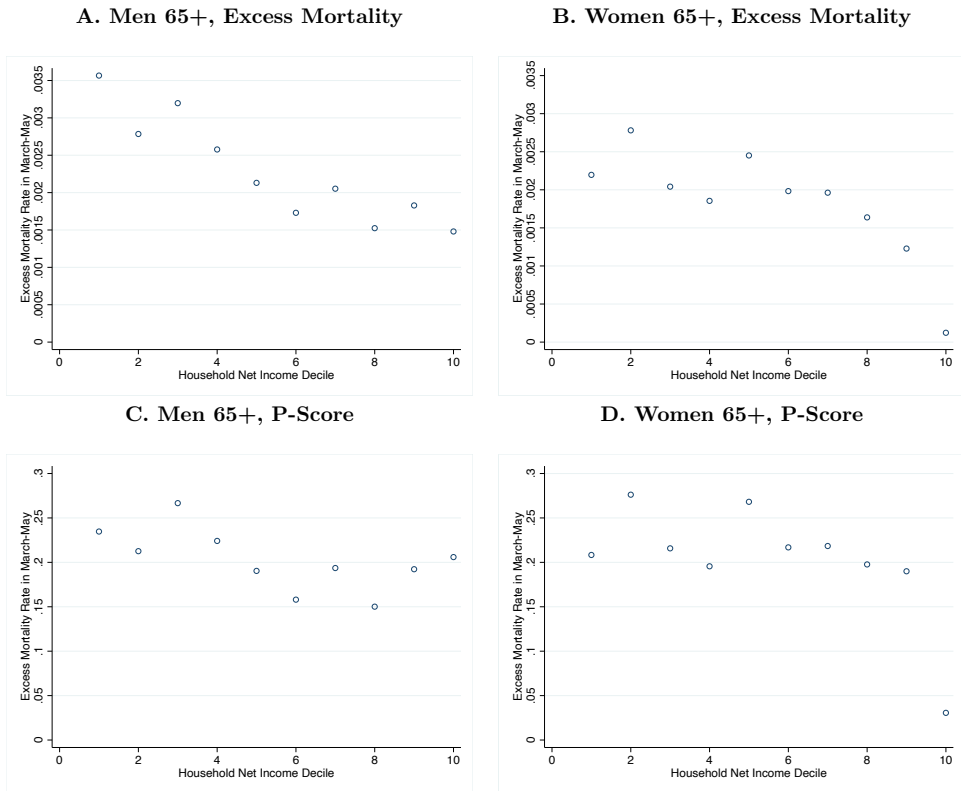 A. Men 65+, Excess Mortality
Excess Mortality Rate in March-May
.0035
.003
.0025
.002
.0015
.001
.0005
0
0 2 4 6 8 10
Household Net Income Decile
B. Women 65+, Excess Mortality
Excess Mortality Rate in March-May
.0035
.003
.0025
.002
.0015
.001
.0005
0
0 2 4 6 8 10
Household Net Income Decile
C. Men 65+, P-Score
Excess Mortality Rate in March-May
.3
.25
.2
.15
.1
.05
0
0 2 4 6 8 10
Household Net Income Decile
D. Women 65+, P-Score
Excess Mortality Rate in March-May
.3
.25
.2
.15
.1
.05
0
0 2 4 6 8 10
Household Net Income Decile